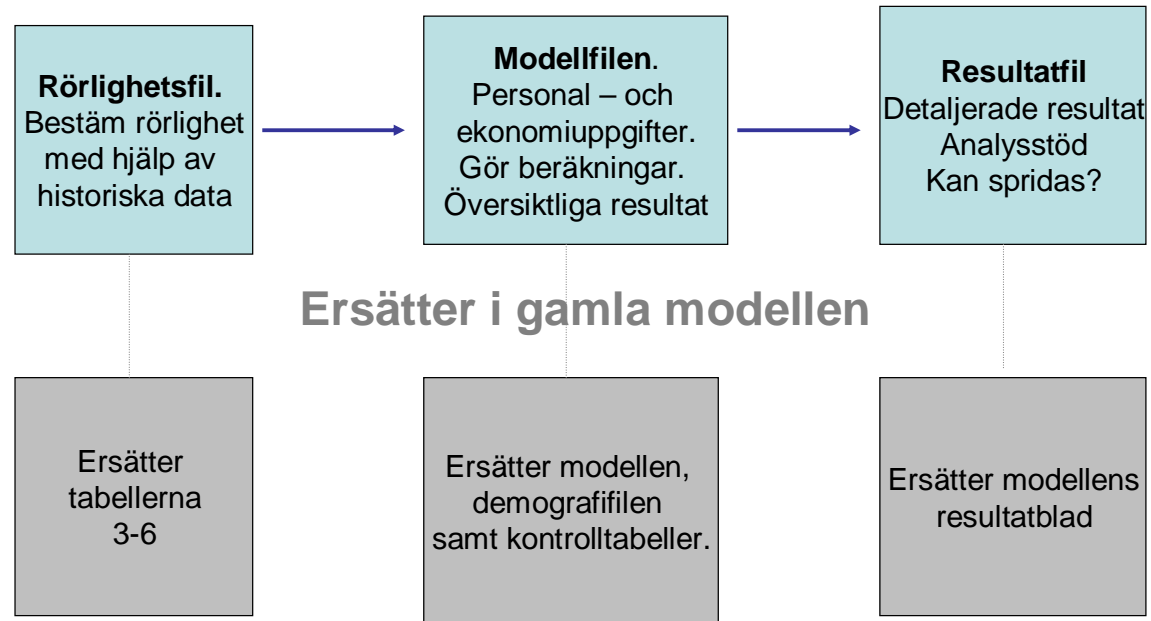 Rörlighetsfil.
Bestäm rörlighet
med hjälp av
historiska data
Modellfilen.
Personal – och
ekonomiuppgifter.
Gör beräkningar.
Översiktliga resultat
Resultatfil
Detaljerade resultat
Analysstöd
Kan spridas?
Ersätter i gamla modellen
Ersätter
tabellerna
3-6
Ersätter modellen,
demografifilen
samt kontrolltabeller.
Ersätter modellens
resultatblad